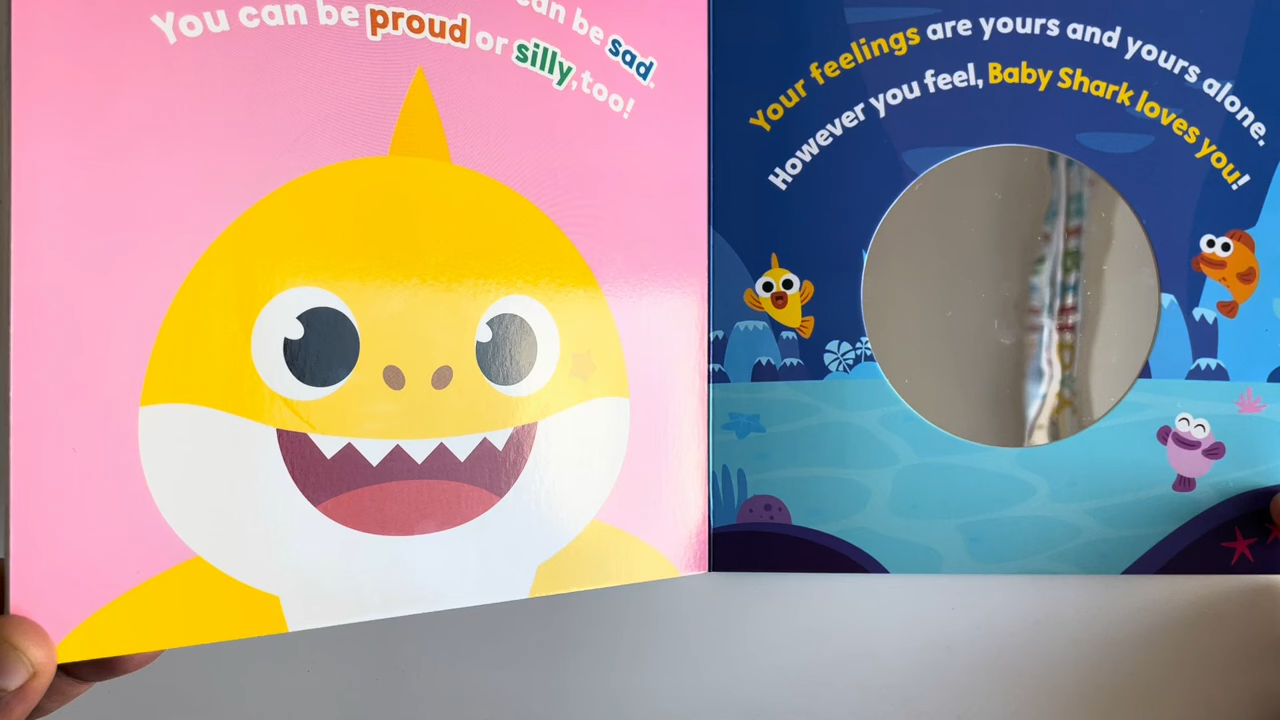 can be sad.
You can be proud or silly, too!
Your feelings are yours and yours alone.
However you feel, Baby Shark loves you!